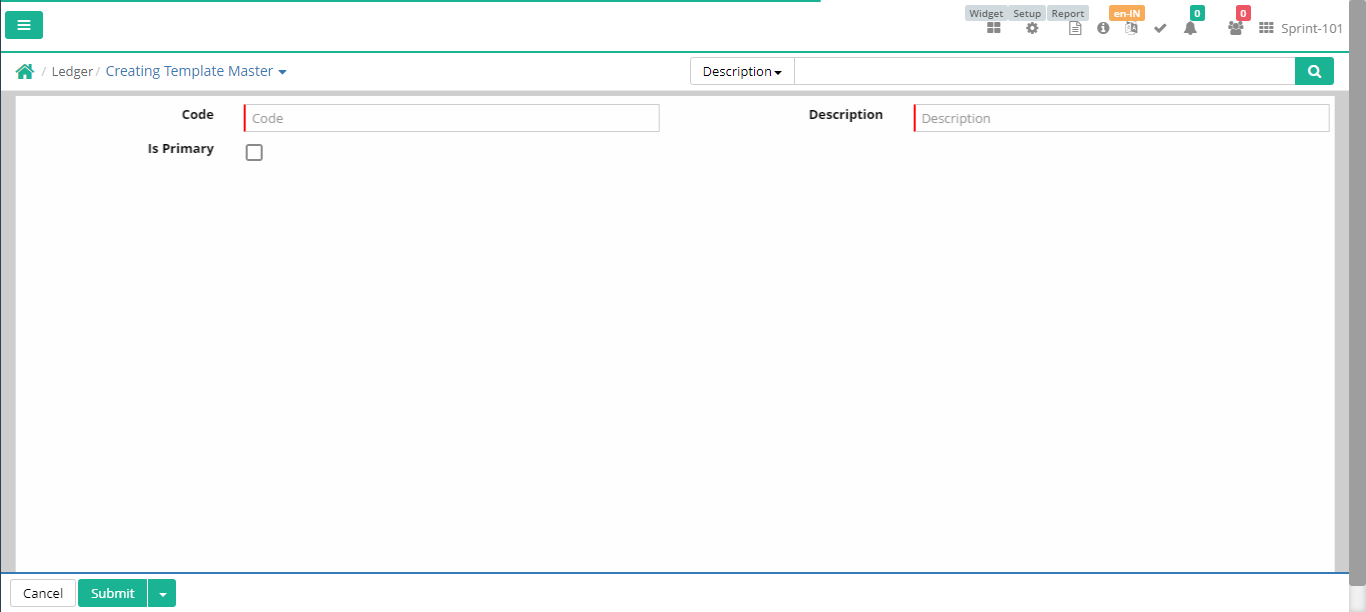 Widget Setup Report en-IN 0 0
Sprint-101
/ Ledger / Creating Template Master
Description
Code Code Description Description
Is Primary
Cancel Submit